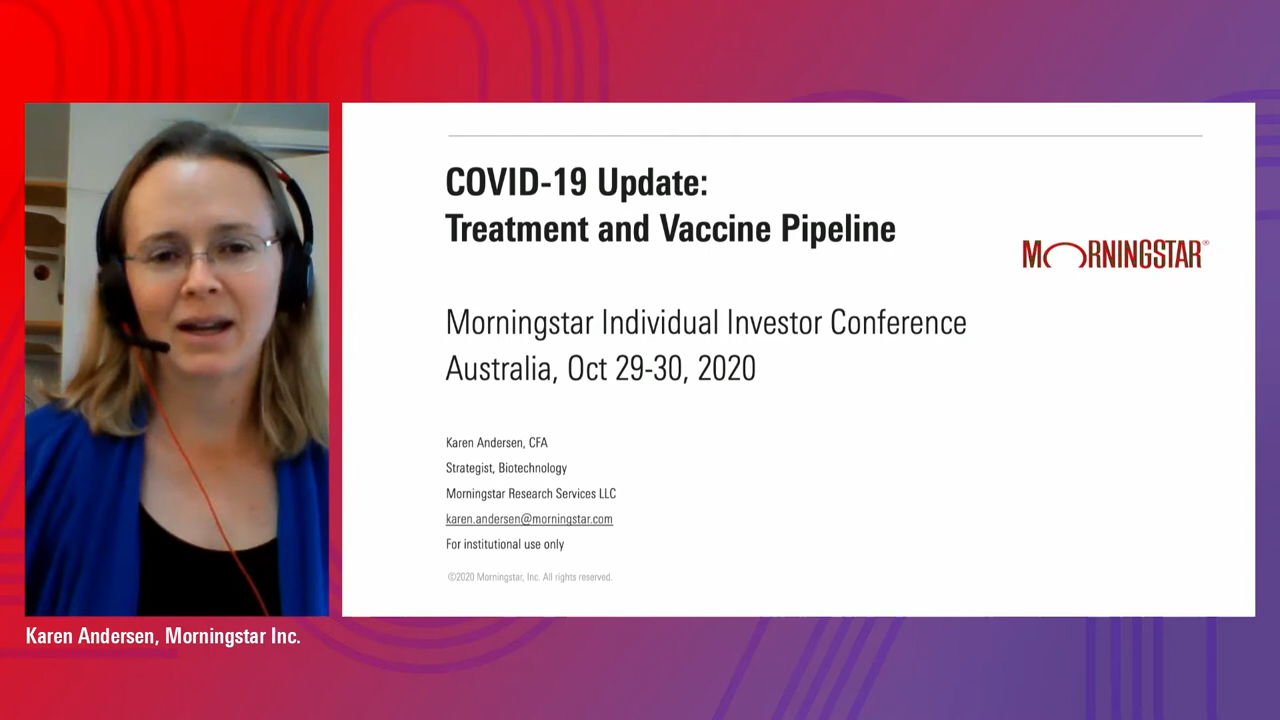 COVID-19 Update:
Treatment and Vaccine Pipeline
MORNINGSTAR®
Morningstar Individual Investor Conference
Australia, Oct 29-30, 2020
Karen Andersen, CFA
Strategist, Biotechnology
Morningstar Research Services LLC
karen.andersen@morningstar.com
For institutional use only
©2020 Morningstar, Inc. All rights reserved.
Karen Andersen, Morningstar Inc.